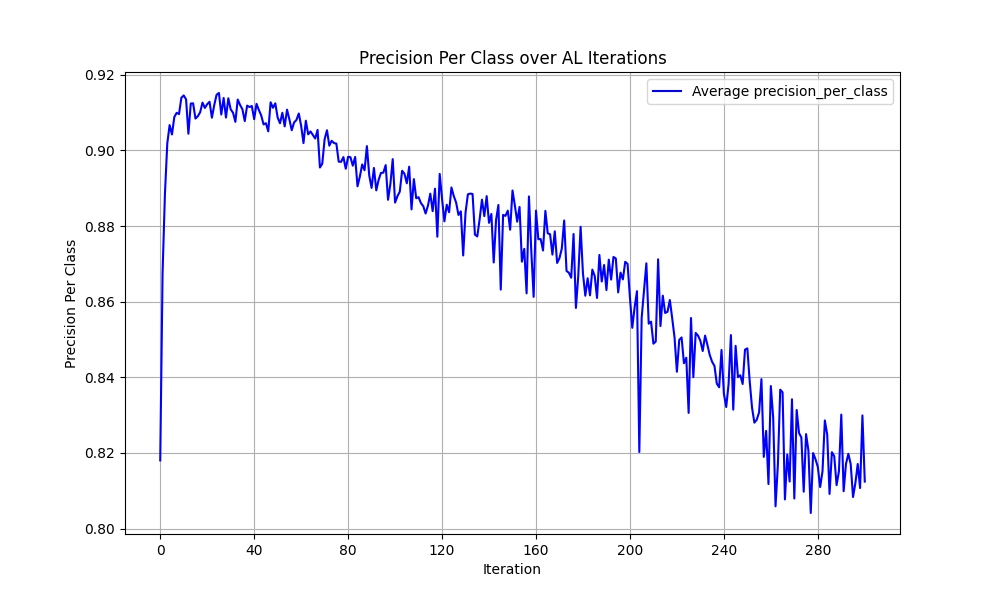 Precision Per Class over AL Iterations
Average precision_per_class
Precision Per Class
0.92
0.90
0.88
0.86
0.84
0.82
0.80
0 40 80 120 160 200 240 280
Iteration